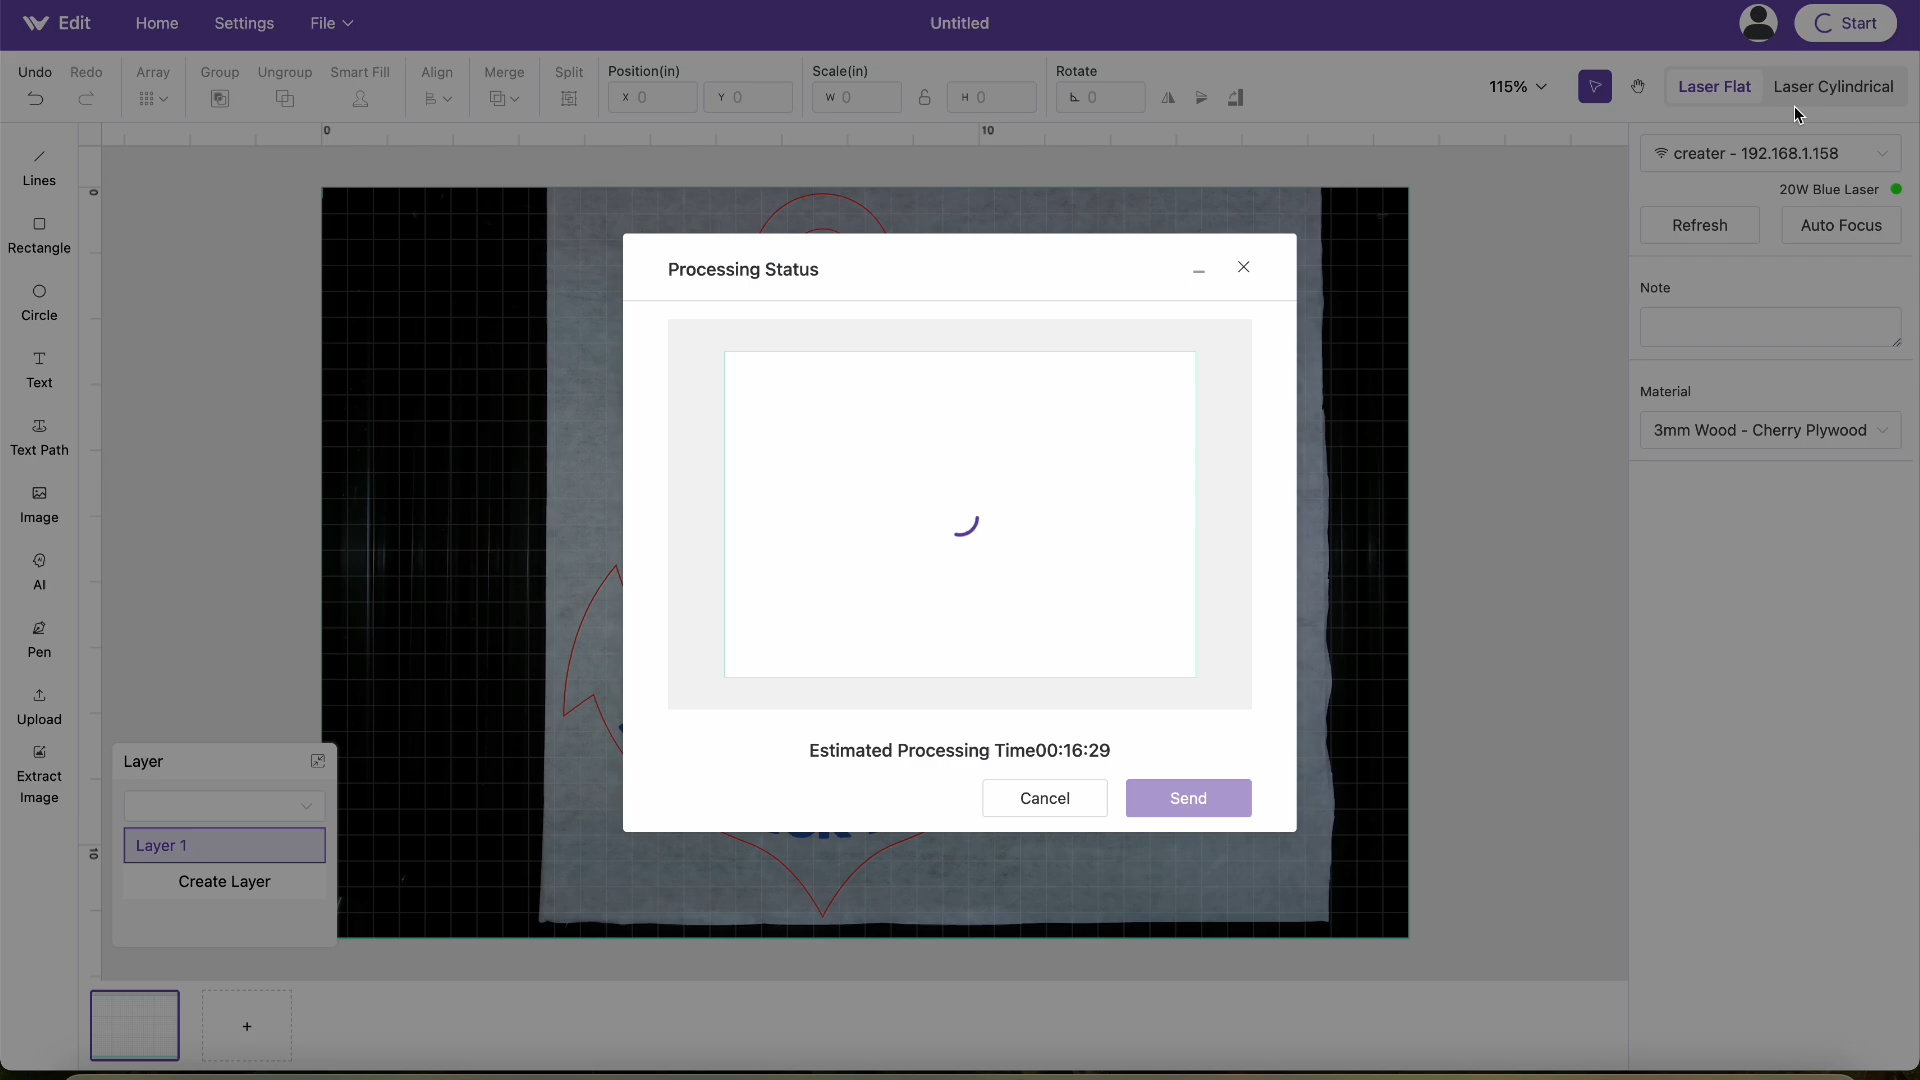 Edit
Home
Settings
File
Untitled
Start
Undo
Redo
Array
Group
Ungroup
Smart Fill
Align
Merge
Split
Position(in)
X 0
Y 0
Scale(in)
W 0
H 0
Rotate
0
115%
Laser Flat
Laser Cylindrical
0
10
0
10
Lines
Rectangle
Circle
Text
Text Path
Image
AI
Pen
Upload
Extract
Image
Layer
Layer 1
Create Layer
+
Processing Status
Estimated Processing Time00:16:29
Cancel
Send
creater - 192.168.1.158
20W Blue Laser
Refresh
Auto Focus
Note
Material
3mm Wood - Cherry Plywood